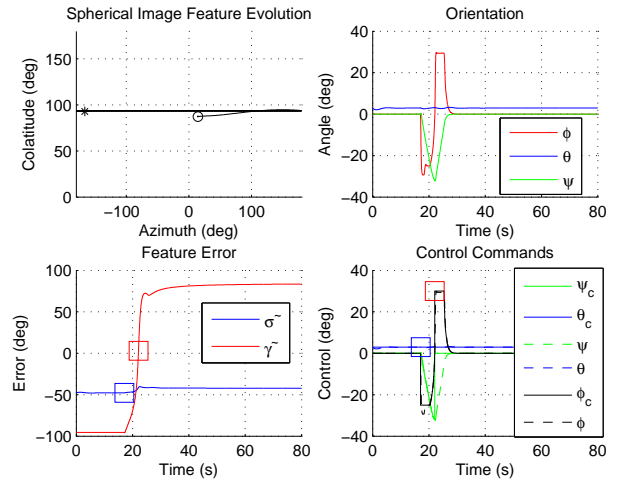 Spherical Image Feature Evolution
150
100
50
0
Colatitude (deg)
−100
0
100
Azimuth (deg)
Orientation
40
20
0
−20
−40
Angle (deg)
0
20
40
60
80
Time (s)
ϕ
θ
ψ
Feature Error
100
50
0
−50
−100
Error (deg)
0
20
40
60
80
Time (s)
σ~
γ~
Control Commands
40
20
0
−20
−40
Control (deg)
0
20
40
60
80
Time (s)
ψc
θc
ψ
θ
ϕc
ϕ